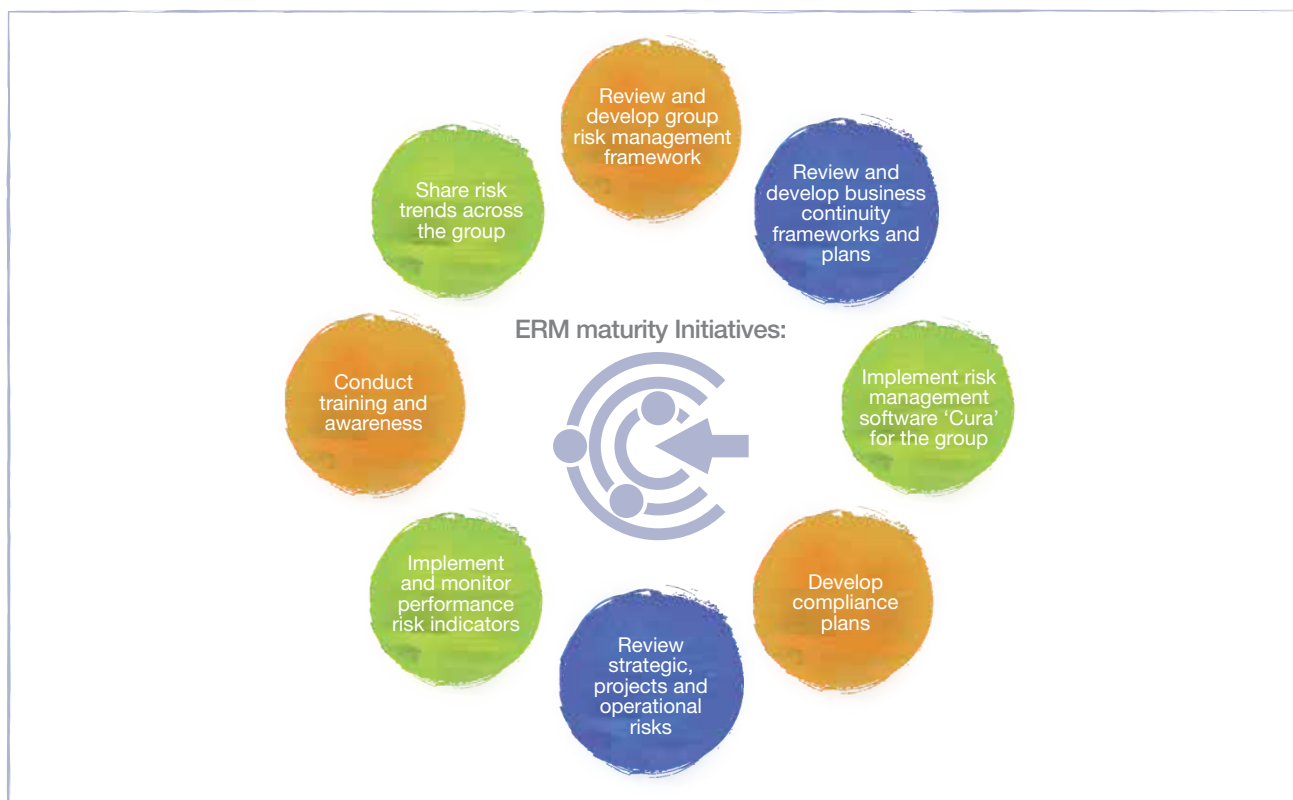 Review and
develop group
risk management
framework
Review and
develop business
continuity
frameworks and
plans
Share risk
trends across
the group
ERM maturity Initiatives:
Implement risk
management
software ‘Cura’
for the group
Conduct
training and
awareness
Develop
compliance
plans
Implement
and monitor
performance
risk indicators
Review
strategic,
projects and
operational
risks